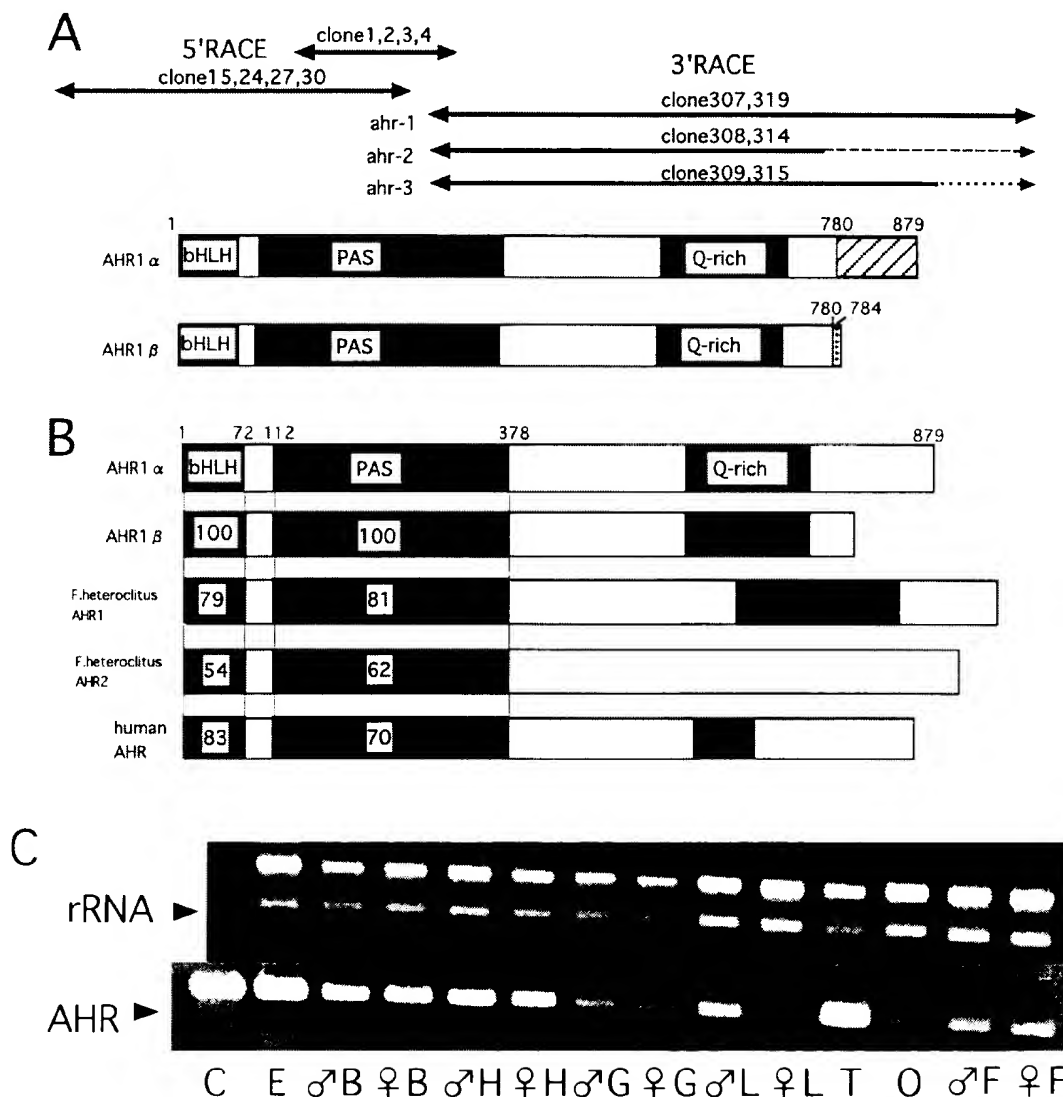 A
5'RACE
clone1,2,3,4
3'RACE
clone15,24,27,30
clone307,319
ahr-1
clone308,314
ahr-2
clone309,315
ahr-3
1 780 879
AHR1 α bHLH PAS Q-rich
780 784
AHR1 β bHLH PAS Q-rich
B
1 72 112 378 879
AHR1 α bHLH PAS Q-rich
AHR1 β 100 100
F.heteroclitus
AHR1
79 81
F.heteroclitus
AHR2
54 62
human
AHR
83 70
C
rRNA
AHR
C E ♂B ♀B ♂H ♀H ♂G ♀G ♂L ♀L T O ♂F ♀F